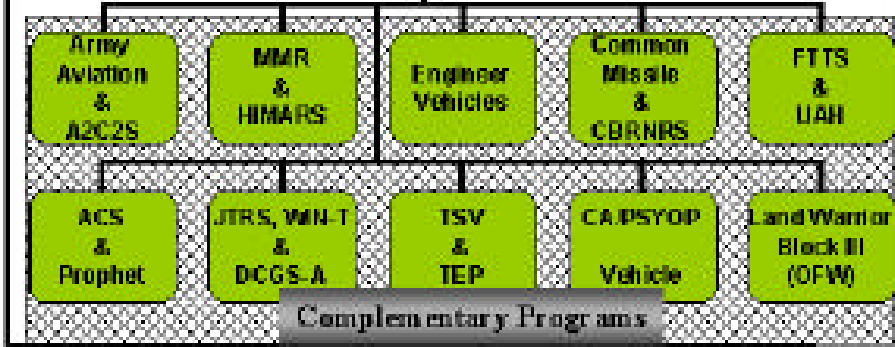 Army
Aviation
&
A2C2S
MMR
&
HIMARS
Engineer
Vehicles
Common
Missile
&
CBRNRS
FTTS
&
UAH
ACS
&
Prophet
JTRS, WIN-T
&
DCGS-A
TSV
&
TEP
CA/PSYOP
Vehicle
Land Warrior
Block III
(OFW)
Complementary Programs